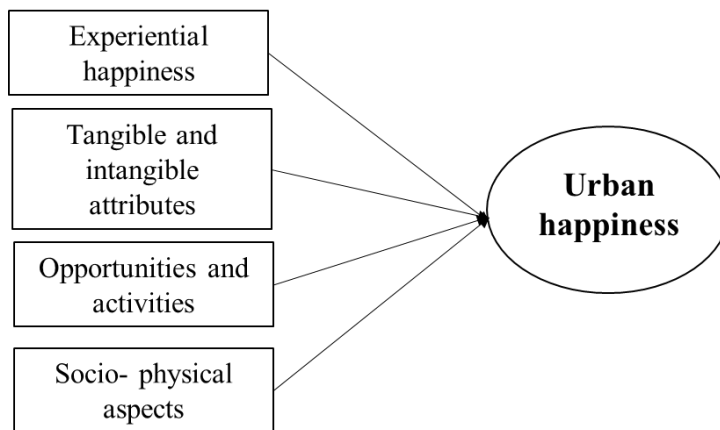 Experiential
happiness
Tangible and
intangible
attributes
Opportunities and
activities
Socio- physical
aspects
Urban
happiness